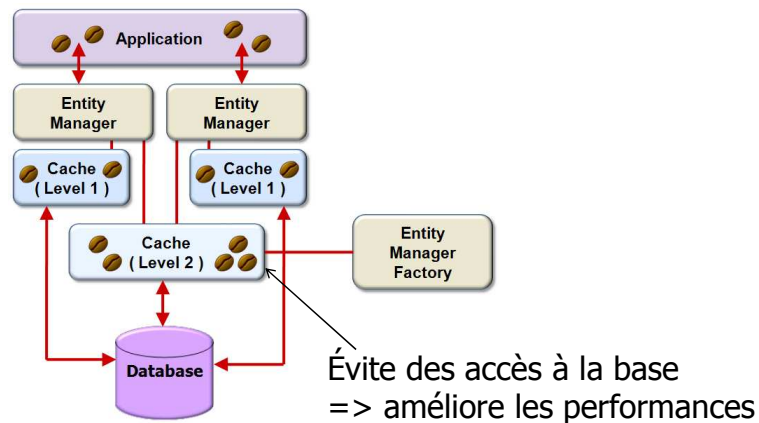 Application
Entity
Manager
Entity
Manager
Cache
( Level 1 )
Cache
( Level 1 )
Cache
( Level 2 )
Entity
Manager
Factory
Database
Évite des accès à la base
=> améliore les performances